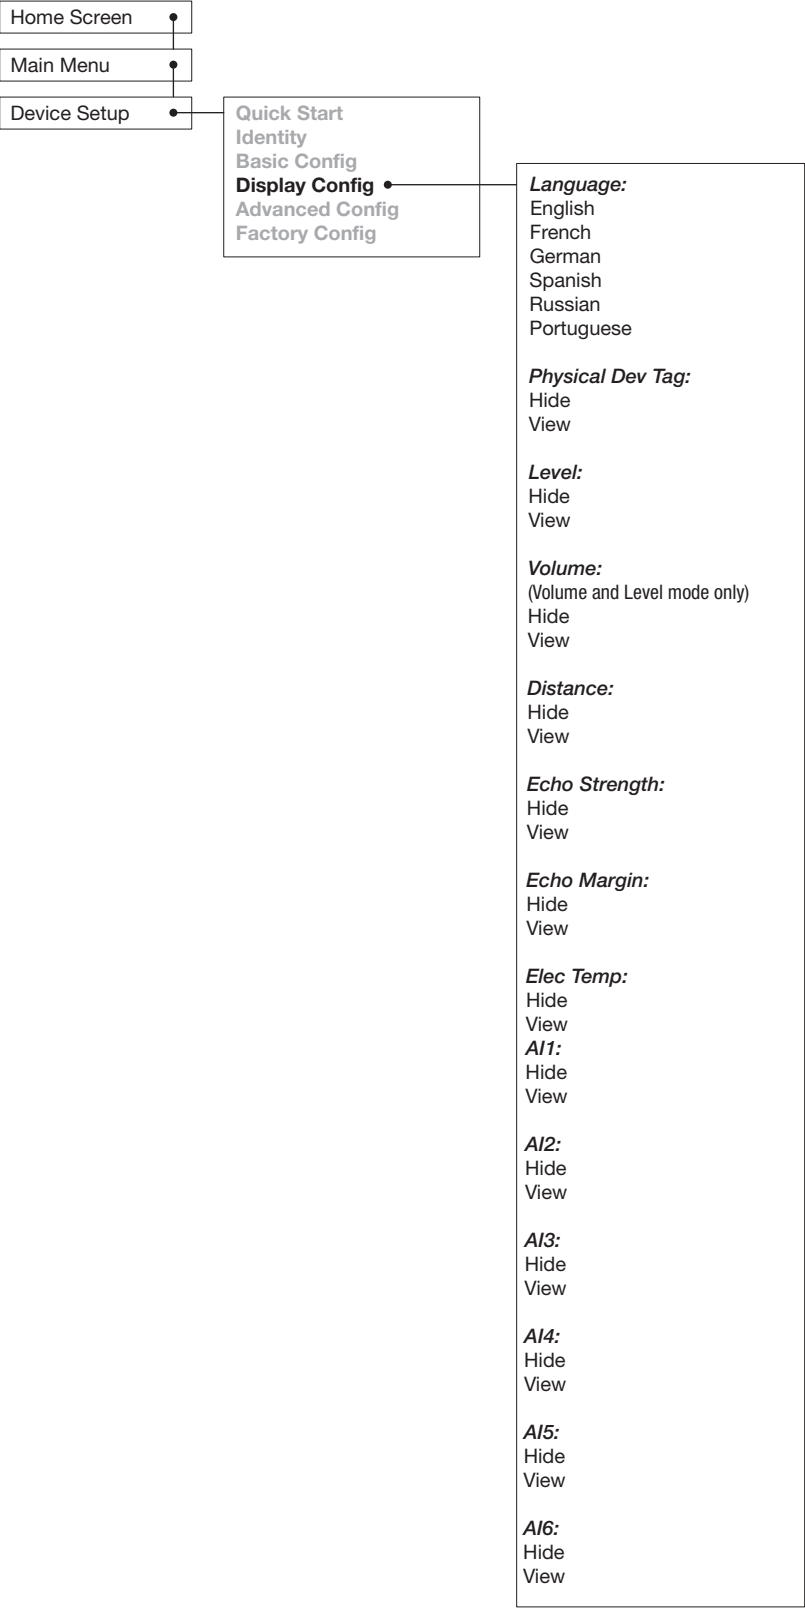 Home Screen
Main Menu
Device Setup
Quick Start
Identity
Basic Config
Display Config
Advanced Config
Factory Config
Language:
English
French
German
Spanish
Russian
Portuguese
Physical Dev Tag:
Hide
View
Level:
Hide
View
Volume:
(Volume and Level mode only)
Hide
View
Distance:
Hide
View
Echo Strength:
Hide
View
Echo Margin:
Hide
View
Elec Temp:
Hide
View
AI1:
Hide
View
AI2:
Hide
View
AI3:
Hide
View
AI4:
Hide
View
AI5:
Hide
View
AI6:
Hide
View